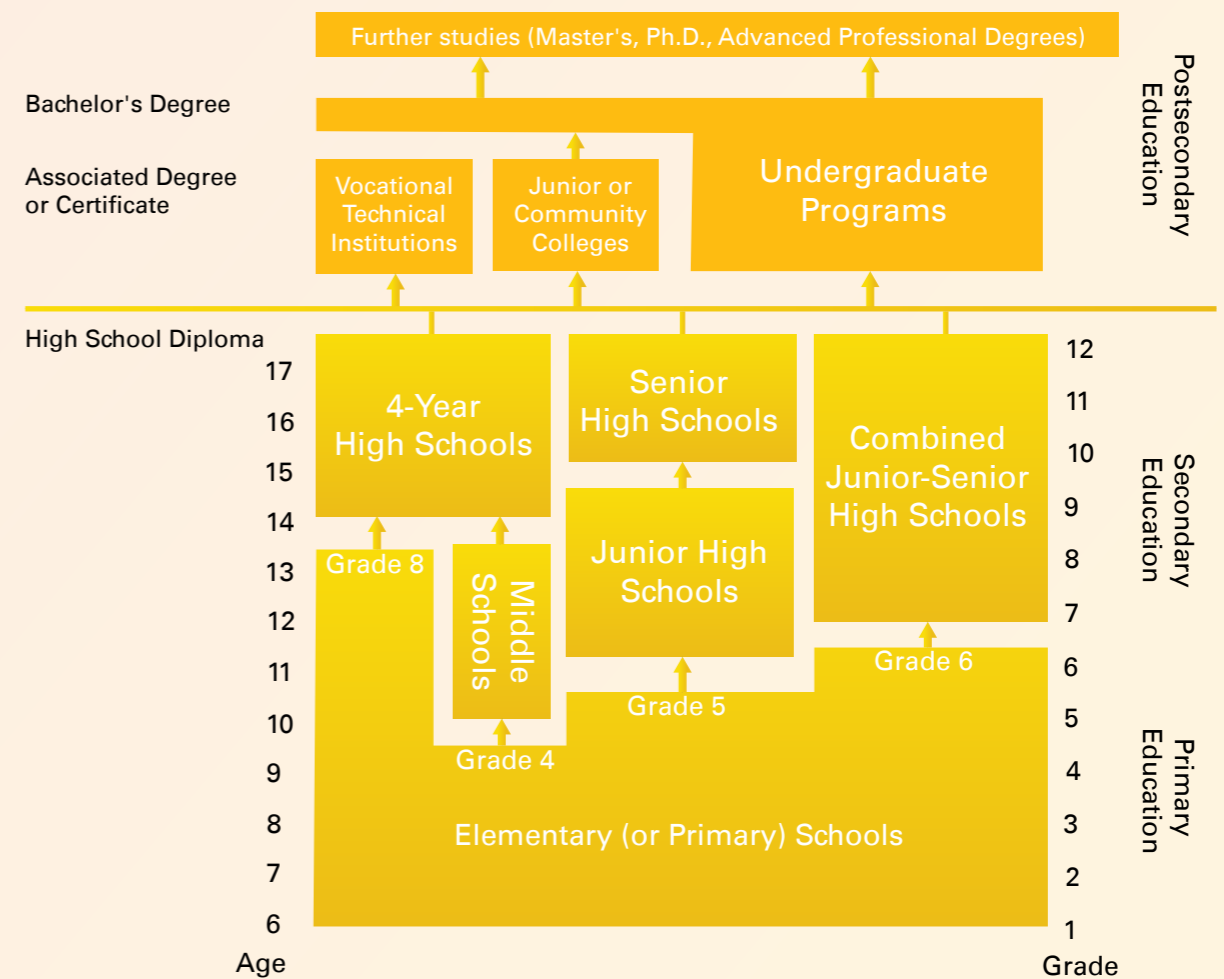 Further studies (Master's, Ph.D., Advanced Professional Degrees)
Postsecondary
Education
Bachelor's Degree
Associated Degree
or Certificate
Vocational
Technical
Institutions
Junior or
Community
Colleges
Undergraduate
Programs
High School Diploma
17
16
15
14
13
12
11
10
9
8
7
6
Age
4-Year
High Schools
Senior
High Schools
Combined
Junior-Senior
High Schools
Grade 8
Middle
Schools
Junior High
Schools
Grade 4
Grade 5
Grade 6
Elementary (or Primary) Schools
12
11
10
9
8
7
6
5
4
3
2
1
Grade
Secondary
Education
Primary
Education